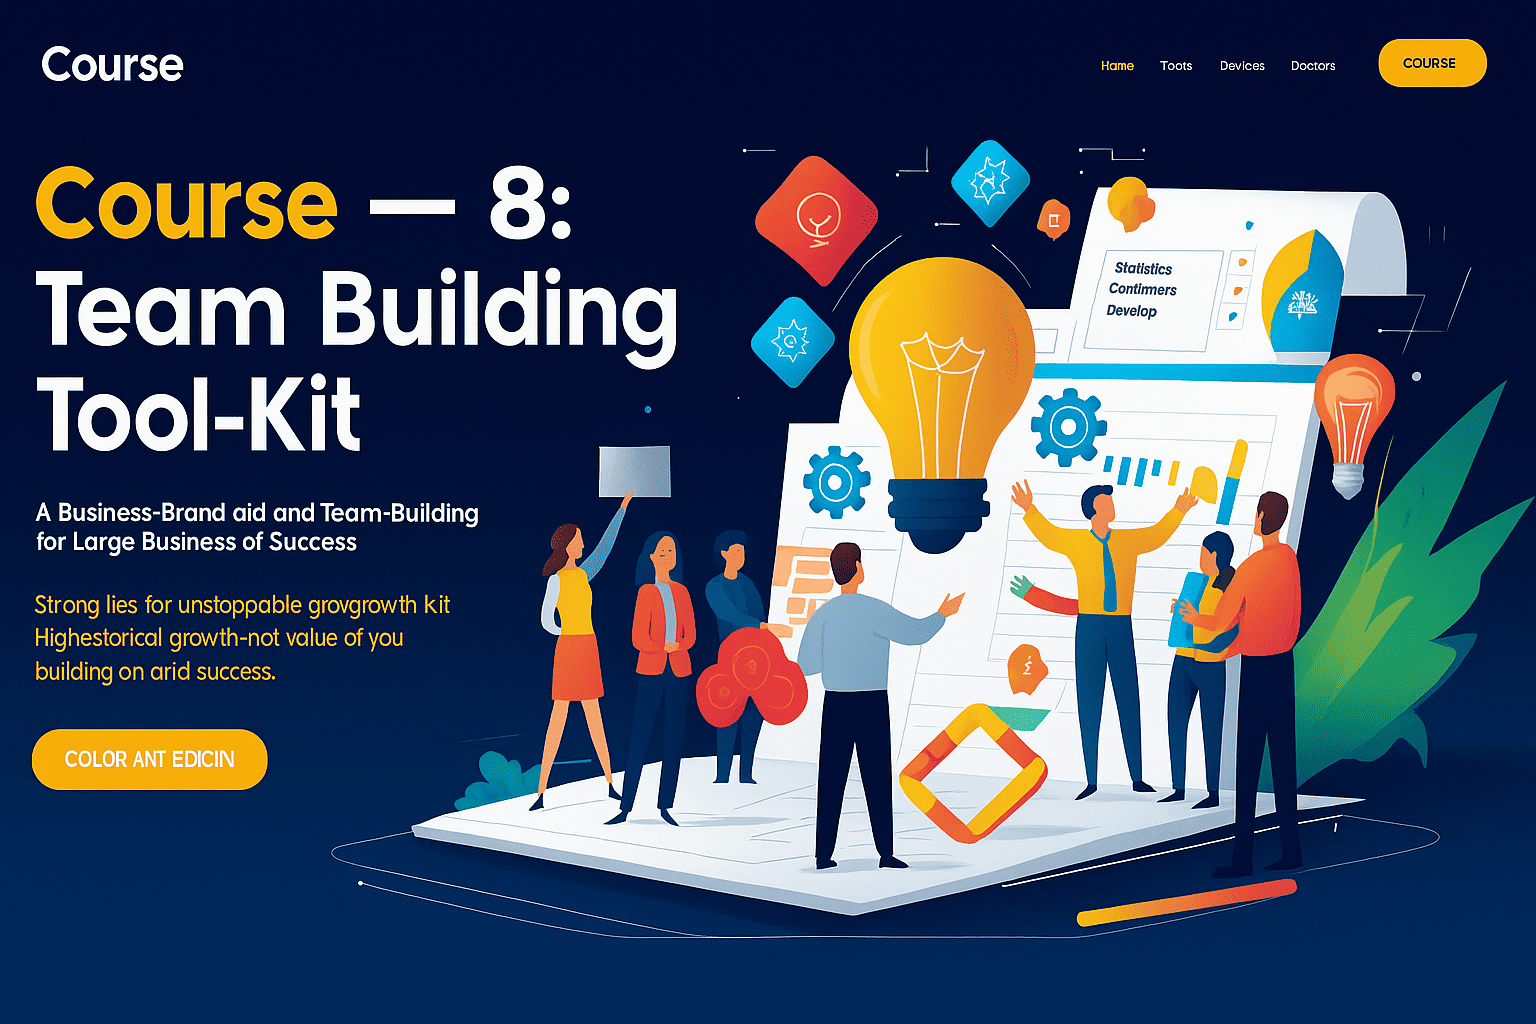 Course
Home Toots Devices Doctors COURSE
Course — 8:
Team Building
Tool-Kit
A Business-Brand aid and Team-Building
for Large Business of Success
Strong lies for unstoppable grovgrowth kit
Highestorical growth-not value of you
building on arid success.
COLOR ANT EDICIN
Statistics
Contimmers
Develop